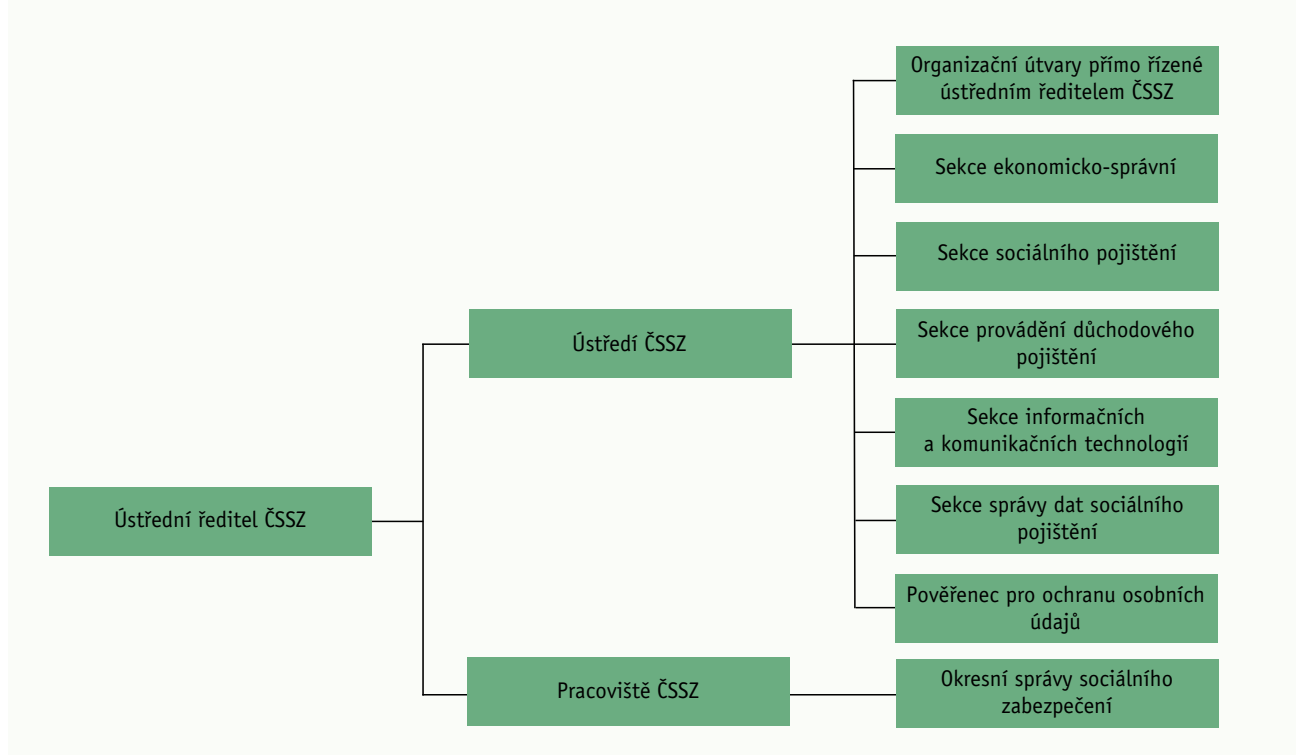 Organizační útvary přímo řízené
ústředním ředitelem ČSSZ
Sekce ekonomicko-správní
Sekce sociálního pojištění
Ústředí ČSSZ
Sekce provádění důchodového
pojištění
Sekce informačních
a komunikačních technologií
Ústřední ředitel ČSSZ
Sekce správy dat sociálního
pojištění
Pověřenec pro ochranu osobních
údajů
Pracoviště ČSSZ
Okresní správy sociálního
zabezpečení